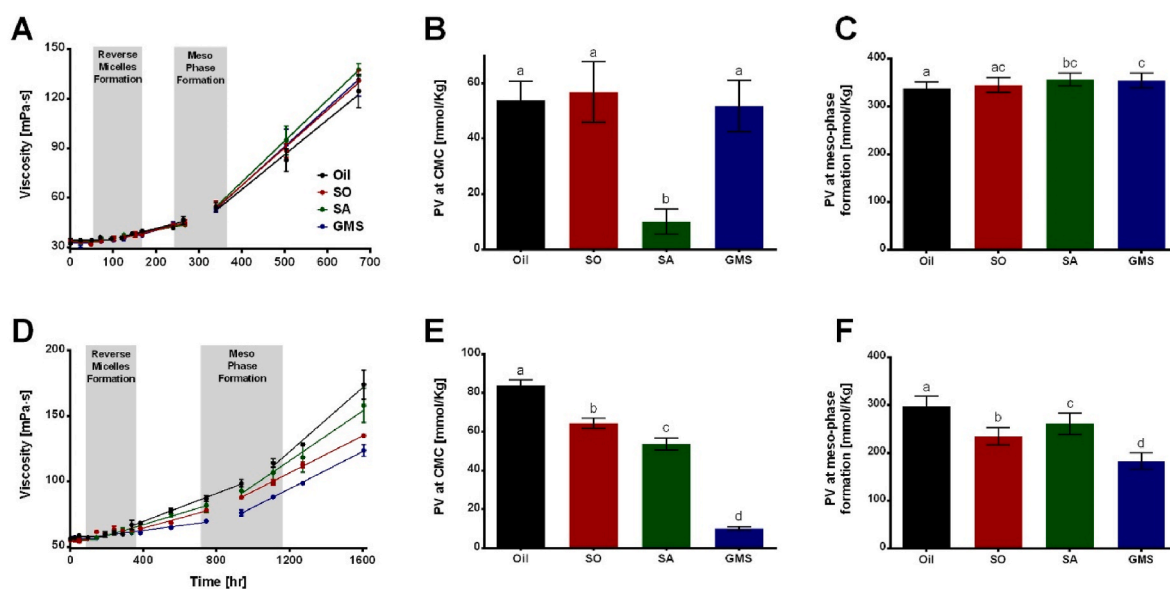 A
Viscosity [mPa·s]
150
130
90
60
30
Reverse
Micelles
Formation
Meso
Phase
Formation
Oil
SO
SA
GMS
0 100 200 300 400 500 600 700
B
PV at CMC [mmol/Kg]
60
40
20
0
a
a
b
a
Oil SO SA GMS
C
PV at meso-phase
formation [mmol/Kg]
400
300
200
100
0
a
ac
bc
c
Oil SO SA GMS
D
Viscosity [mPa·s]
200
150
100
50
Reverse
Micelles
Formation
Meso
Phase
Formation
0 400 800 1200 1600
Time [hr]
E
PV at CMC [mmol/Kg]
100
80
60
40
20
0
a
b
c
d
Oil SO SA GMS
F
PV at meso-phase
formation [mmol/Kg]
400
300
200
100
0
a
b
c
d
Oil SO SA GMS